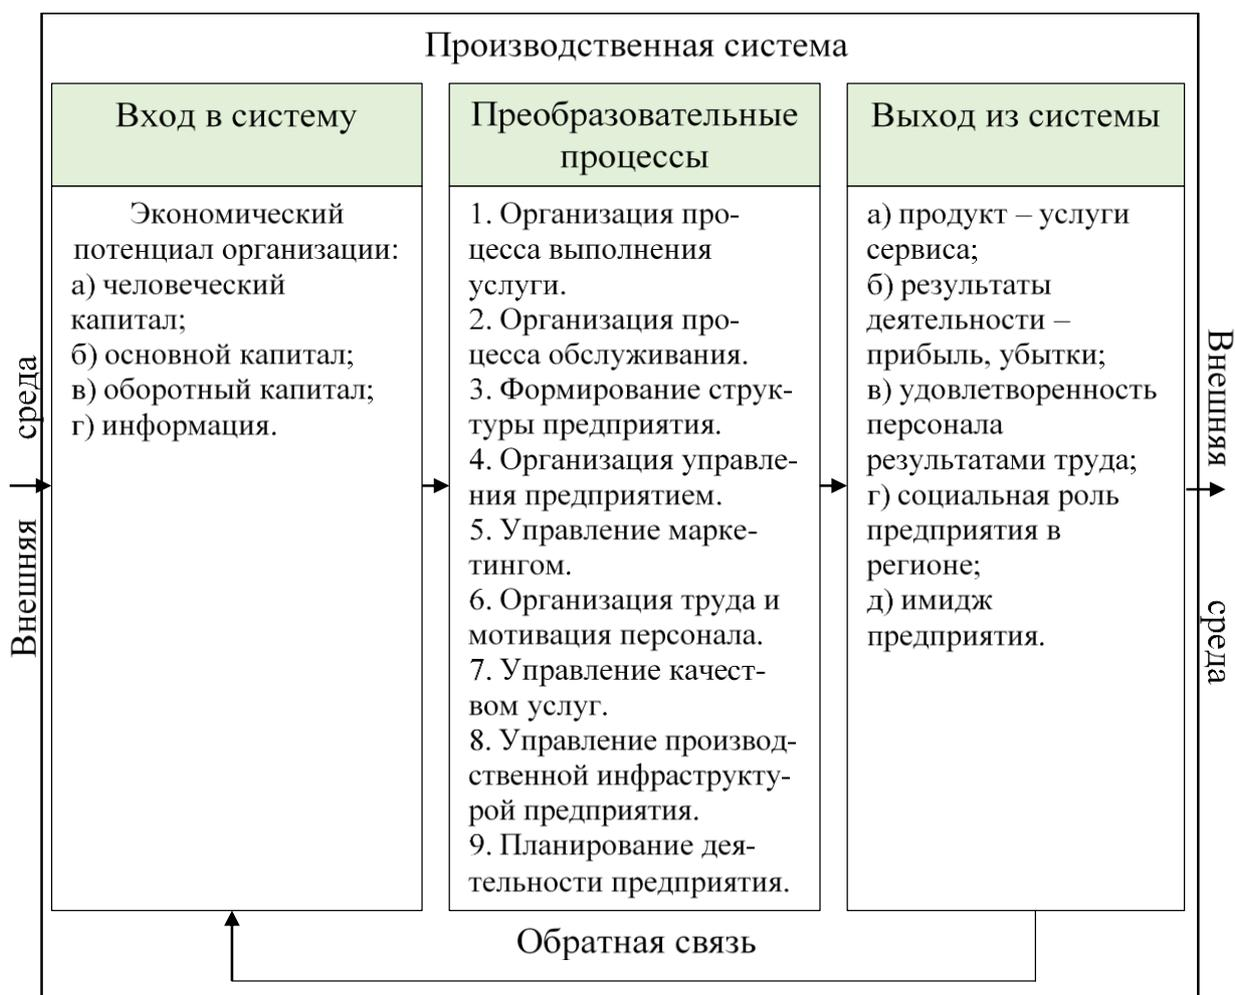 Производственная система
Вход в систему
Экономический
потенциал организации:
а) человеческий
капитал;
б) основной капитал;
в) оборотный капитал;
г) информация.
Преобразовательные
процессы
1. Организация про-
цесса выполнения
услуги.
2. Организация про-
цесса обслуживания.
3. Формирование струк-
туры предприятия.
4. Организация управле-
ния предприятием.
5. Управление марке-
тингом.
6. Организация труда и
мотивация персонала.
7. Управление качест-
вом услуг.
8. Управление производ-
ственной инфраструкту-
рой предприятия.
9. Планирование дея-
тельности предприятия.
Выход из системы
а) продукт – услуги
сервиса;
б) результаты
деятельности –
прибыль, убытки;
в) удовлетворенность
персонала
результатами труда;
г) социальная роль
предприятия в
регионе;
д) имидж
предприятия.
Внешняя среда
Внешняя среда
Обратная связь